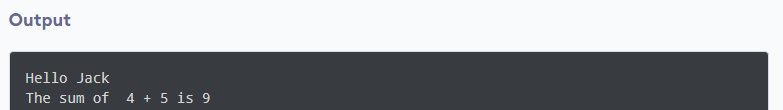 Output
Hello Jack
The sum of  4 + 5 is 9